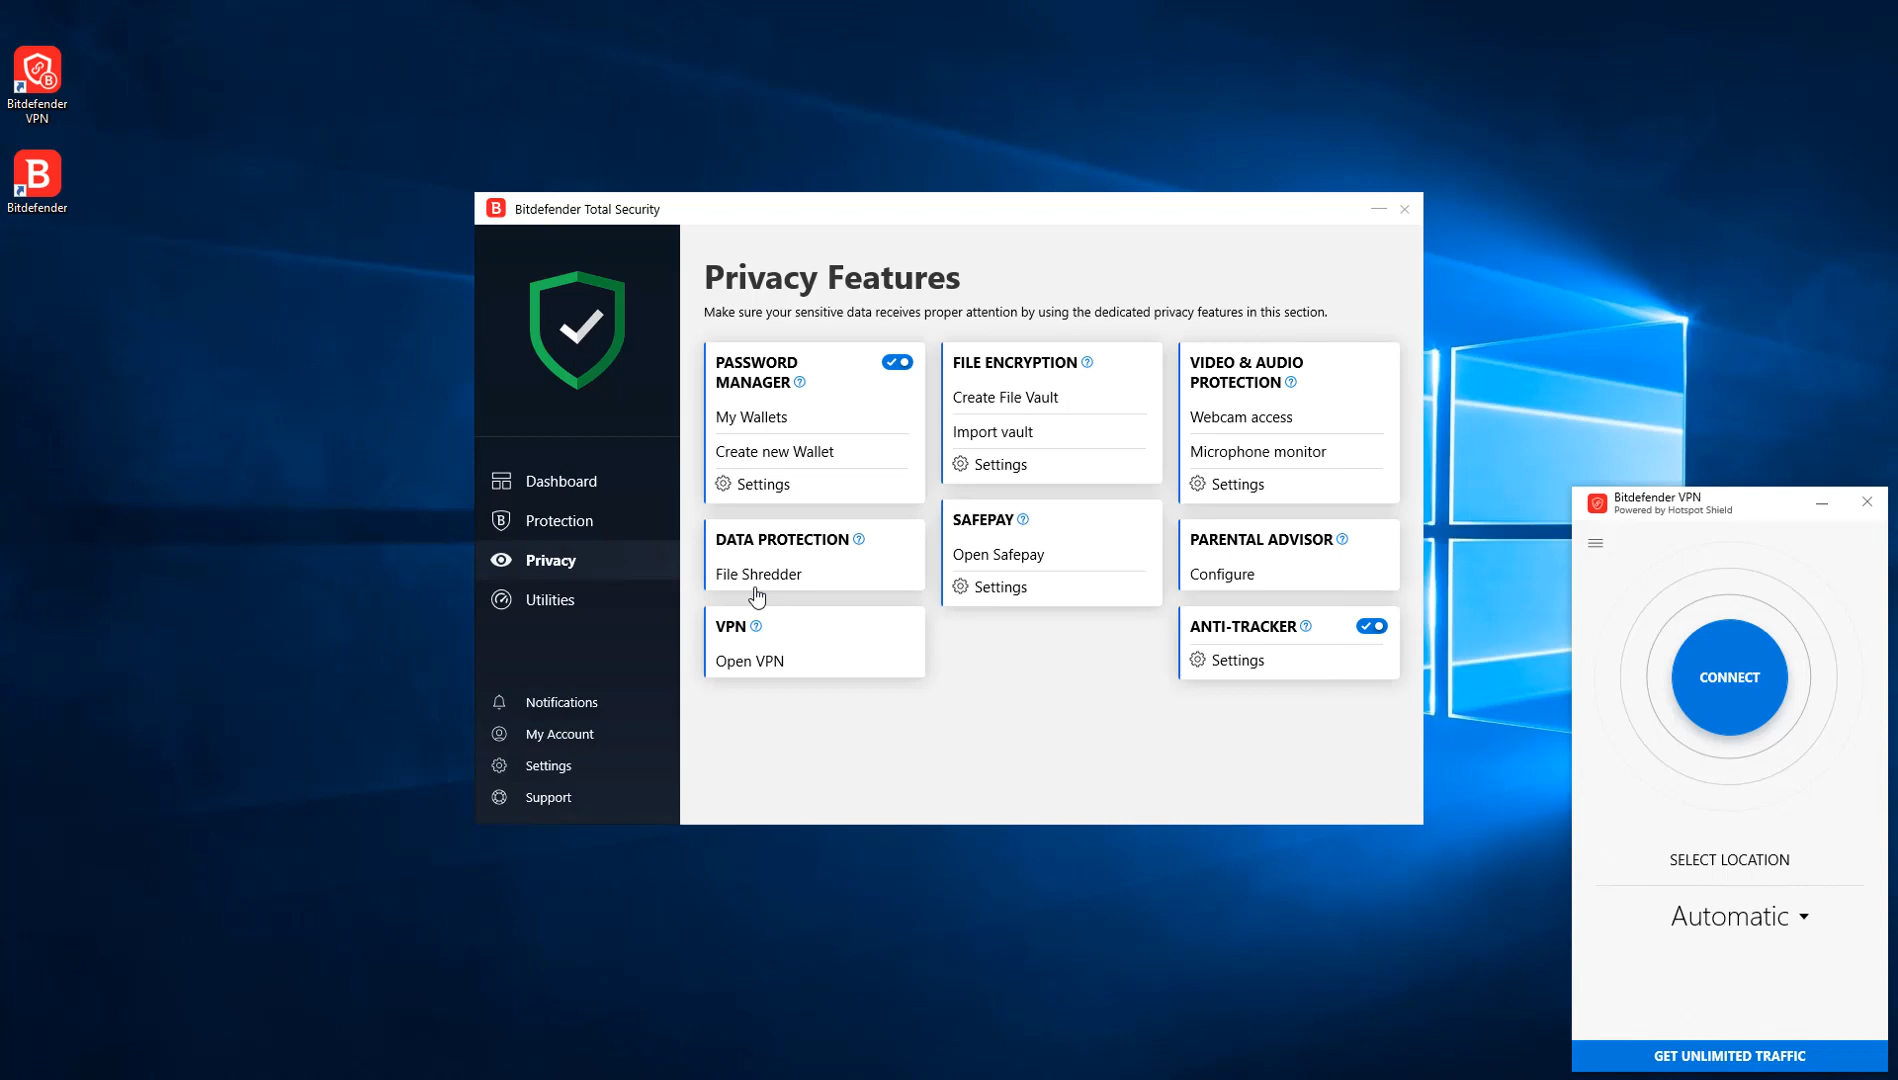 Bitdefender
VPN
Bitdefender
Bitdefender Total Security
Dashboard
Protection
Privacy
Utilities
Notifications
My Account
Settings
Support
Privacy Features
Make sure your sensitive data receives proper attention by using the dedicated privacy features in this section.
PASSWORD
MANAGER
My Wallets
Create new Wallet
Settings
DATA PROTECTION
File Shredder
VPN
Open VPN
FILE ENCRYPTION
Create File Vault
Import vault
Settings
SAFEPAY
Open Safepay
Settings
VIDEO & AUDIO
PROTECTION
Webcam access
Microphone monitor
Settings
PARENTAL ADVISOR
Configure
ANTI-TRACKER
Settings
Bitdefender VPN
Powered by Hotspot Shield
CONNECT
SELECT LOCATION
Automatic
GET UNLIMITED TRAFFIC